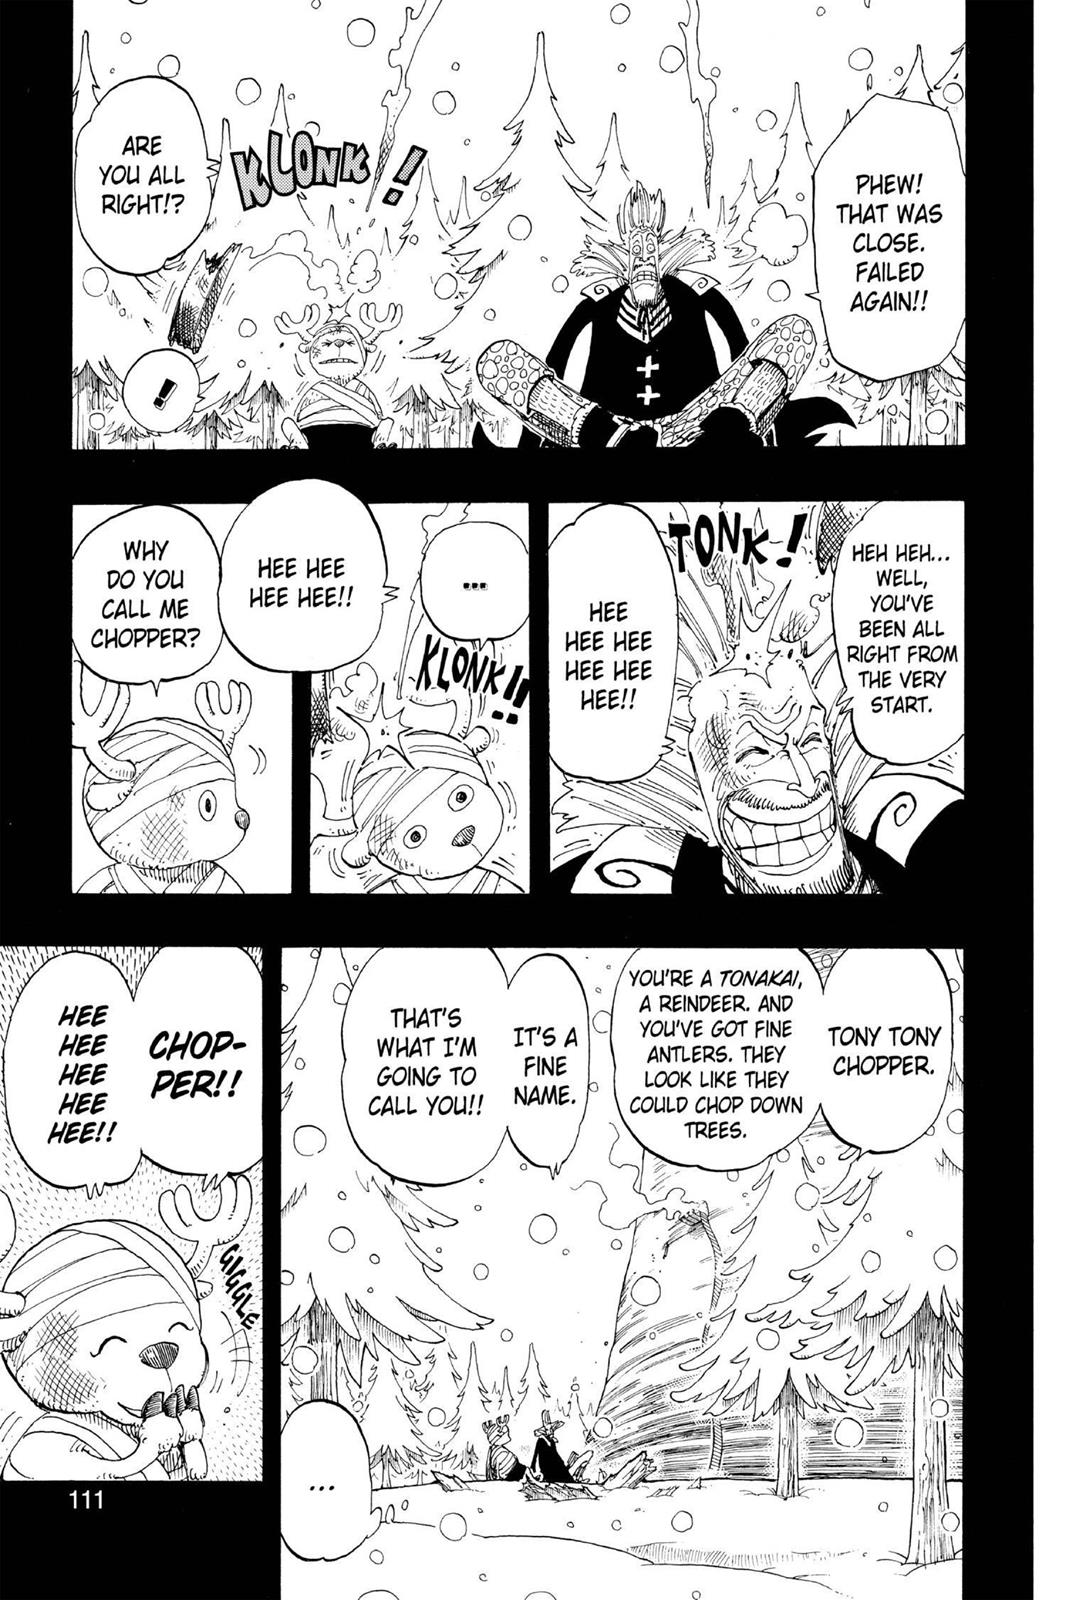 PHEW!
THAT WAS
CLOSE.
FAILED
AGAIN!!
KLONK!
ARE
YOU ALL
RIGHT!?
!
HEH HEH...
WELL,
YOU'VE
BEEN ALL
RIGHT FROM
THE VERY
START.
TONK!
HEE
HEE HEE
HEE HEE
HEE!!
...
KLONK!!
HEE HEE
HEE HEE!!
WHY
DO YOU
CALL ME
CHOPPER?
TONY TONY
CHOPPER.
YOU'RE A TONAKAI,
A REINDEER. AND
YOU'VE GOT FINE
ANTLERS. THEY
LOOK LIKE THEY
COULD CHOP DOWN
TREES.
IT'S A
FINE
NAME.
THAT'S
WHAT I'M
GOING TO
CALL YOU!!
...
CHOP-
PER!!
HEE
HEE
HEE
HEE
HEE!!
GIGGLE
111